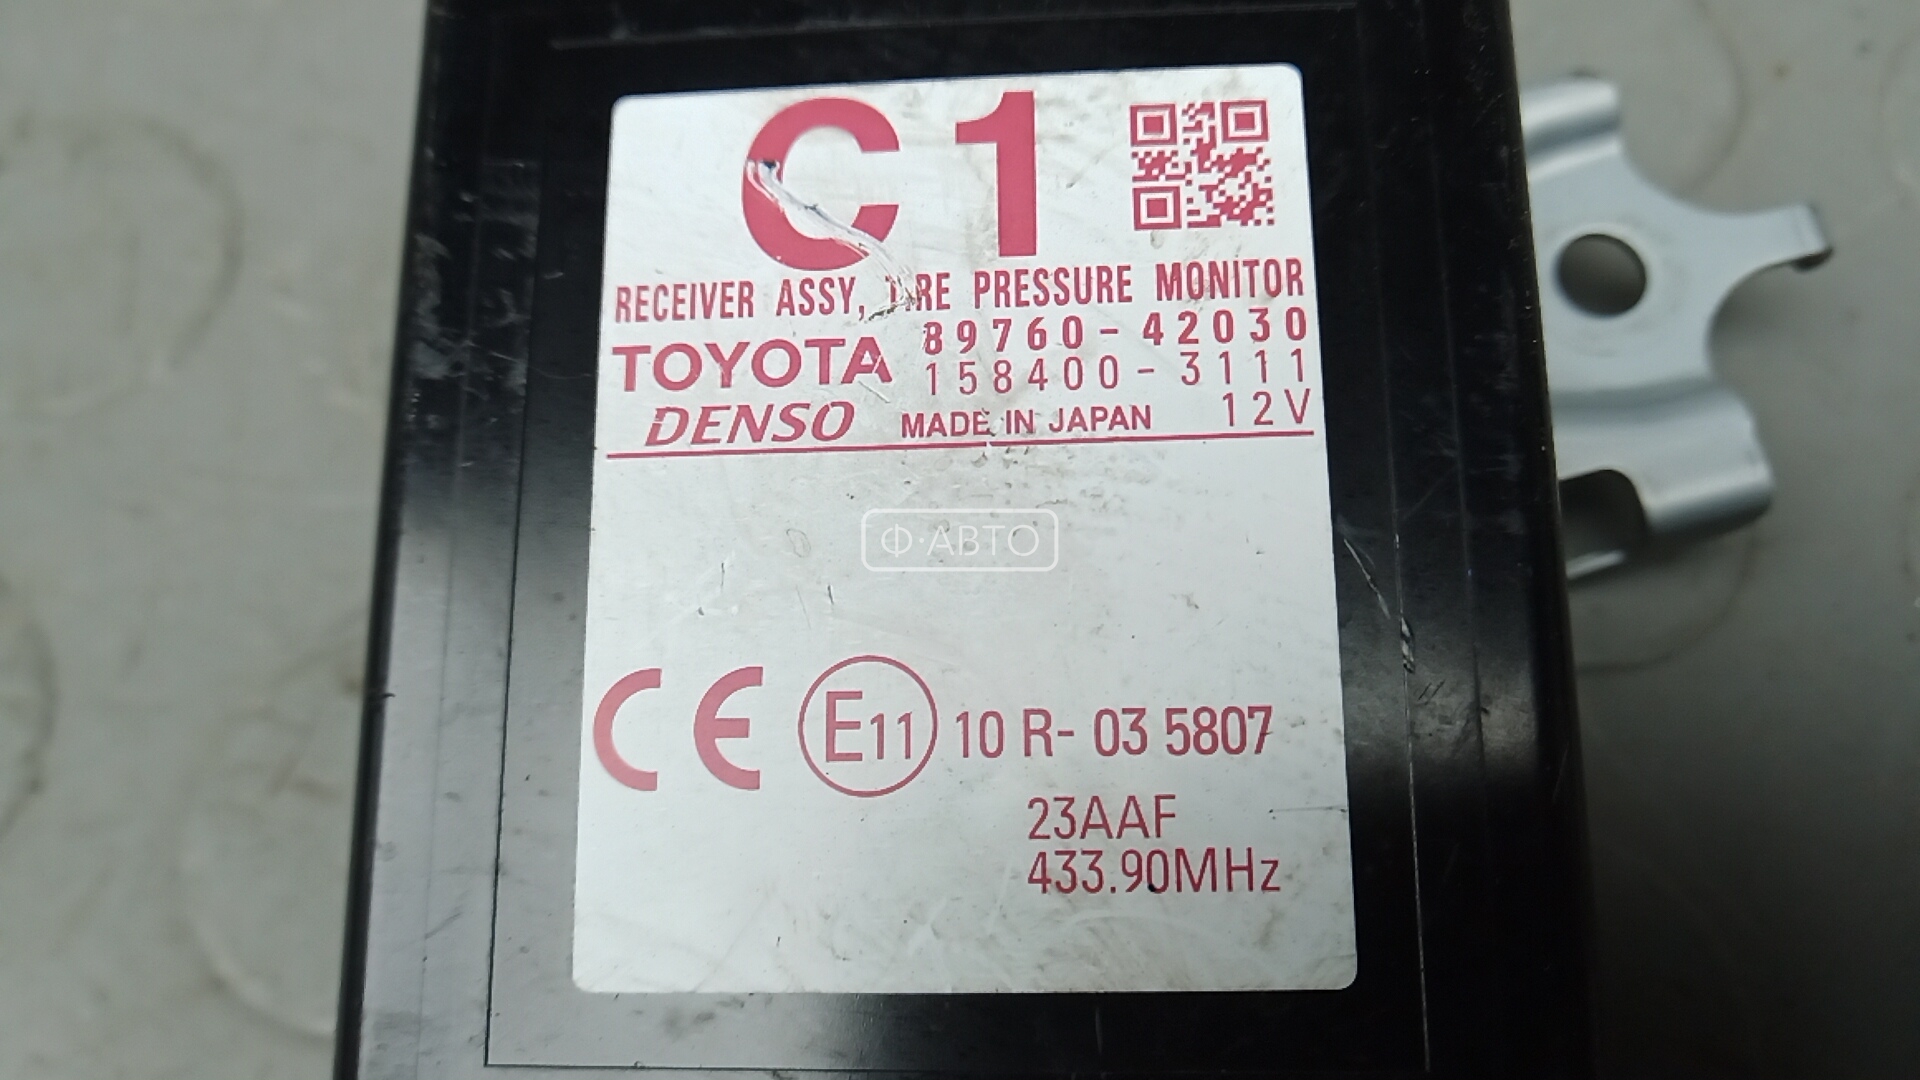 C1
RECEIVER ASSY, TIRE PRESSURE MONITOR
TOYOTA 89760-42030
158400-3111
DENSO MADE IN JAPAN 12V
Ф·АВТО
CE E11 10 R- 03 5807
23AAF
433.90MHz